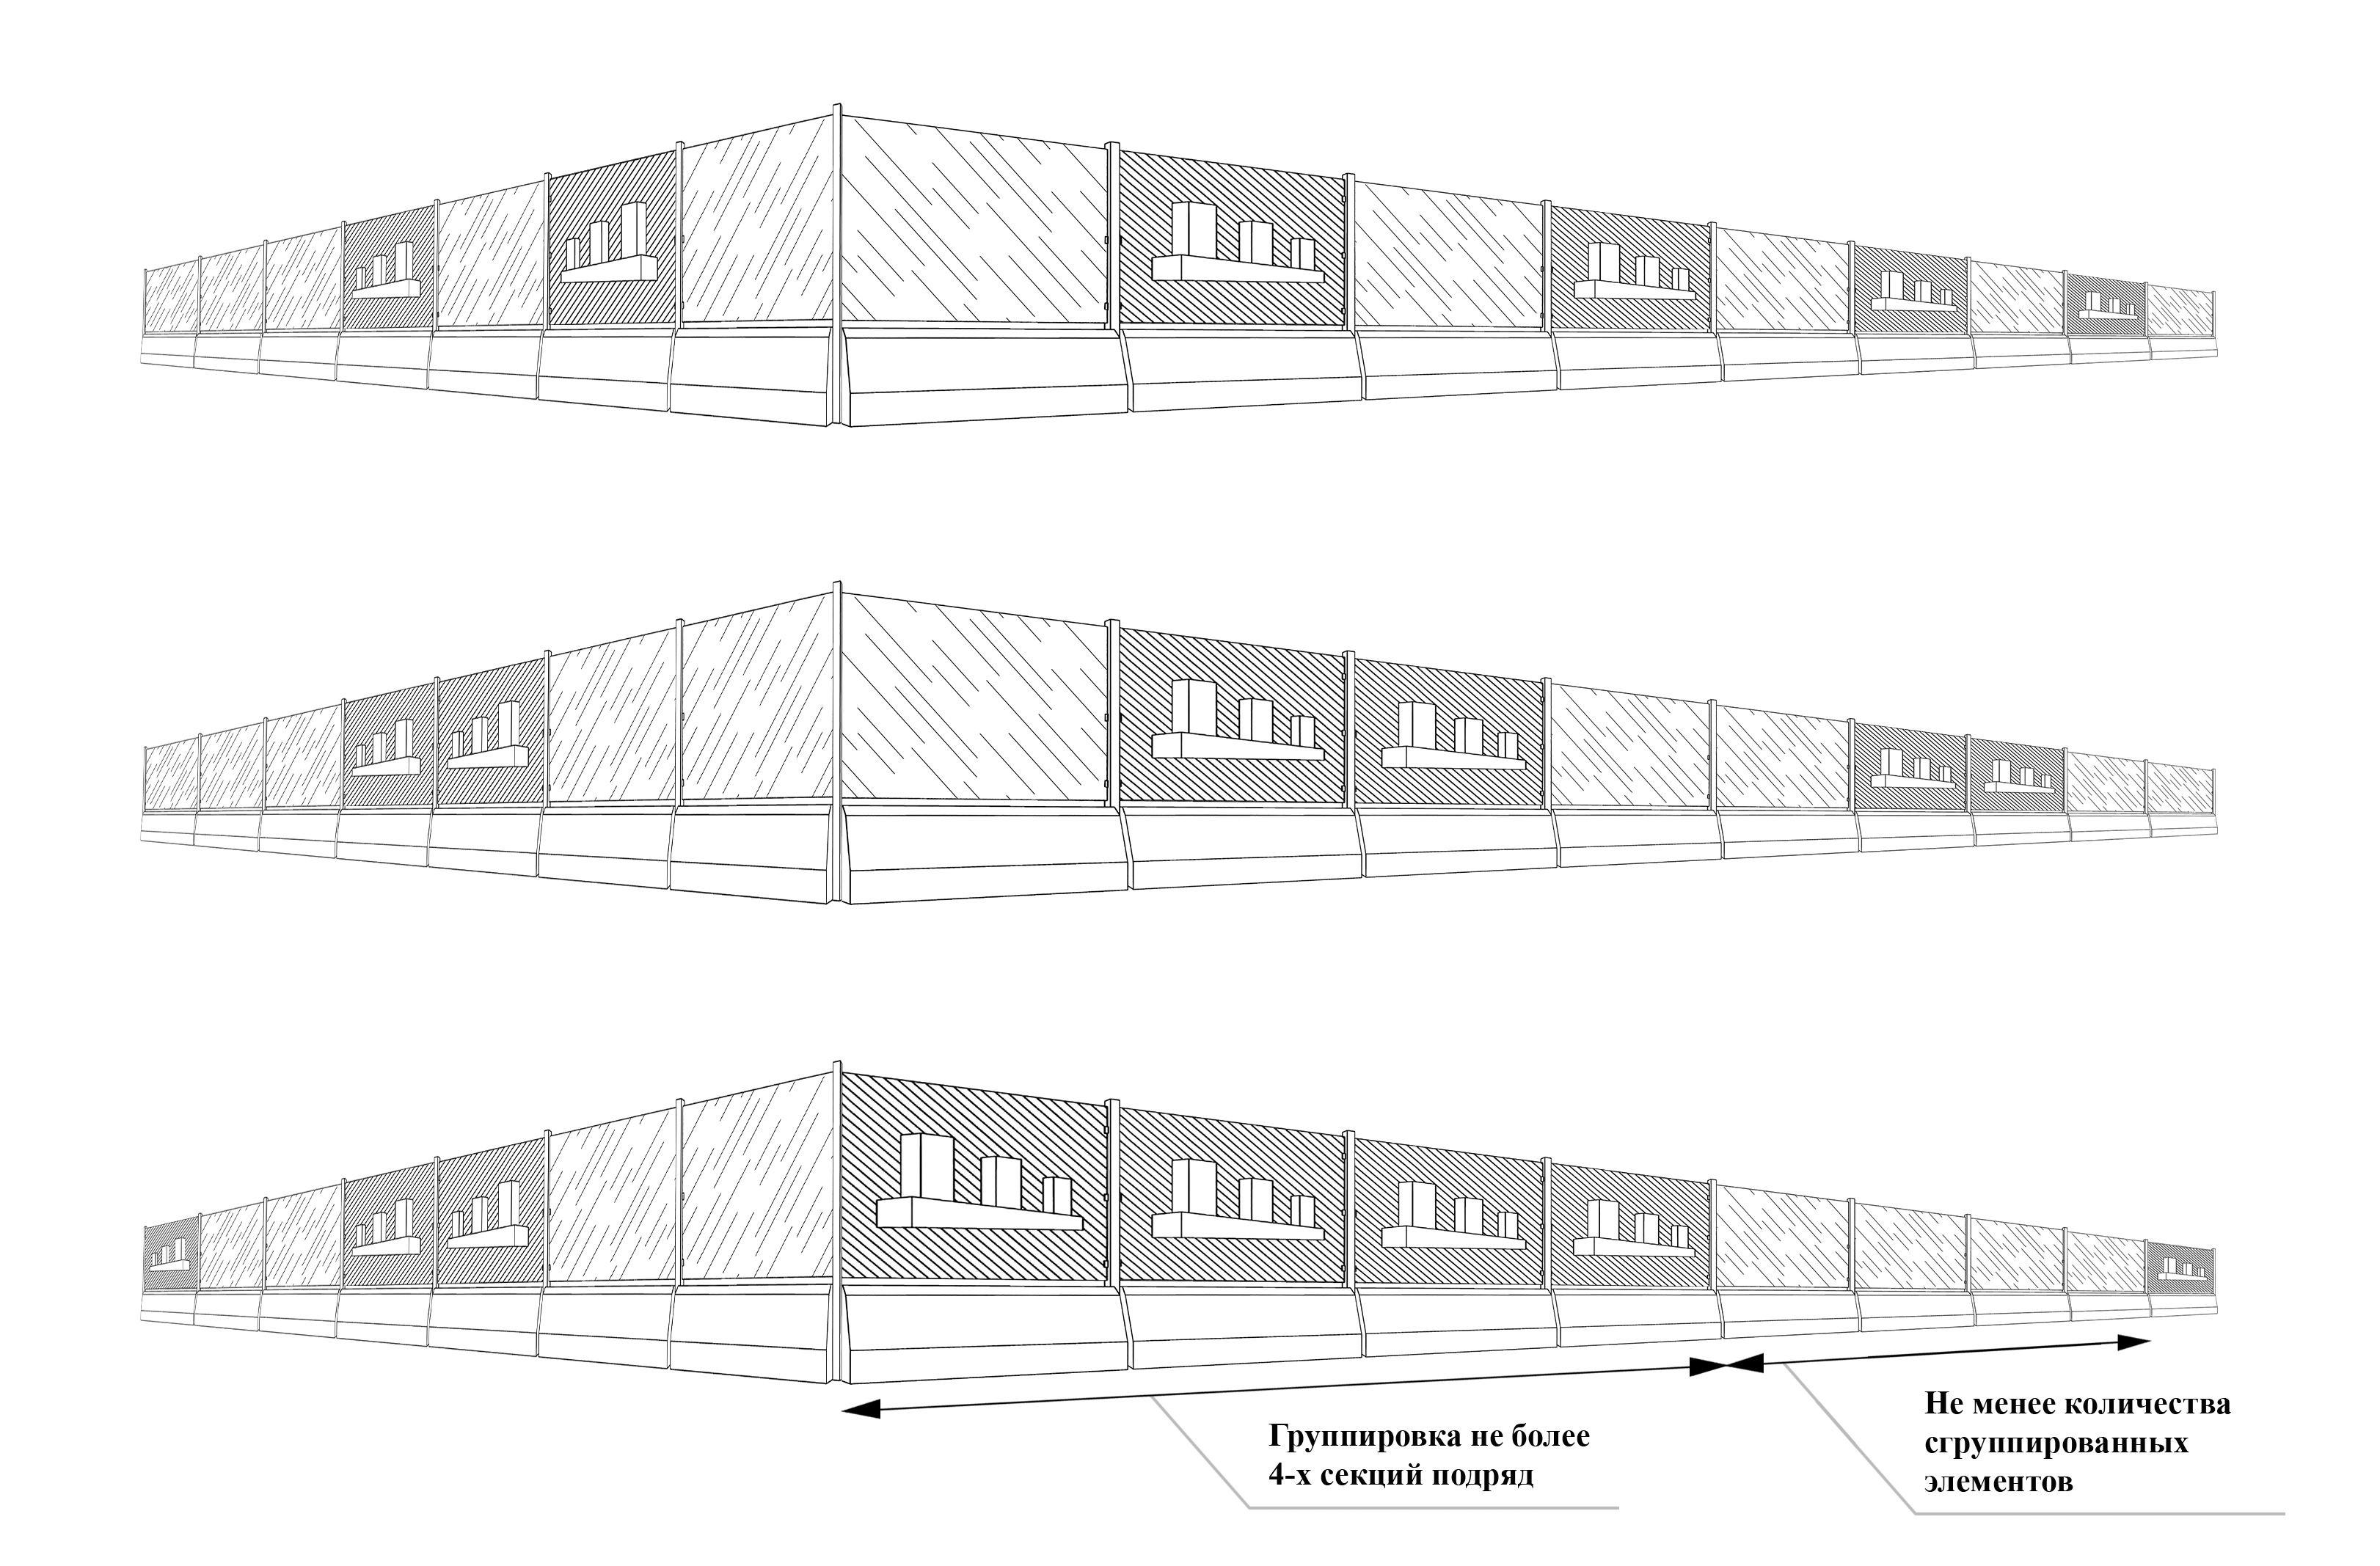 Группировка не более
4-х секций подряд
Не менее количества
сгруппированных
элементов